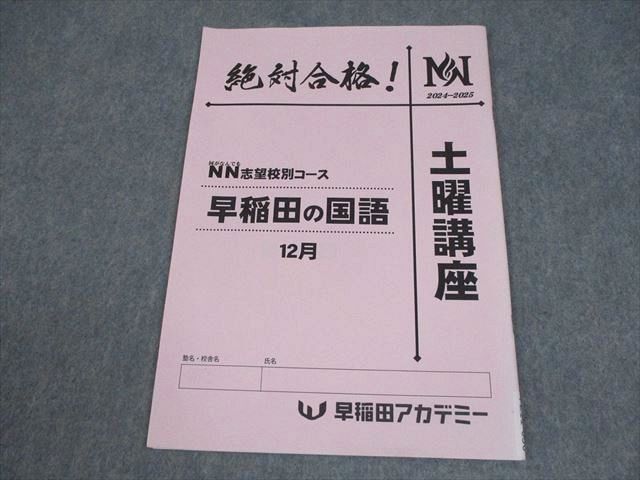 絶対合格!
NN
2024-2025
土曜講座
何がなんでも
NN志望校別コース
早稲田の国語
12月
塾名・校舎名
氏名
早稲田アカデミー